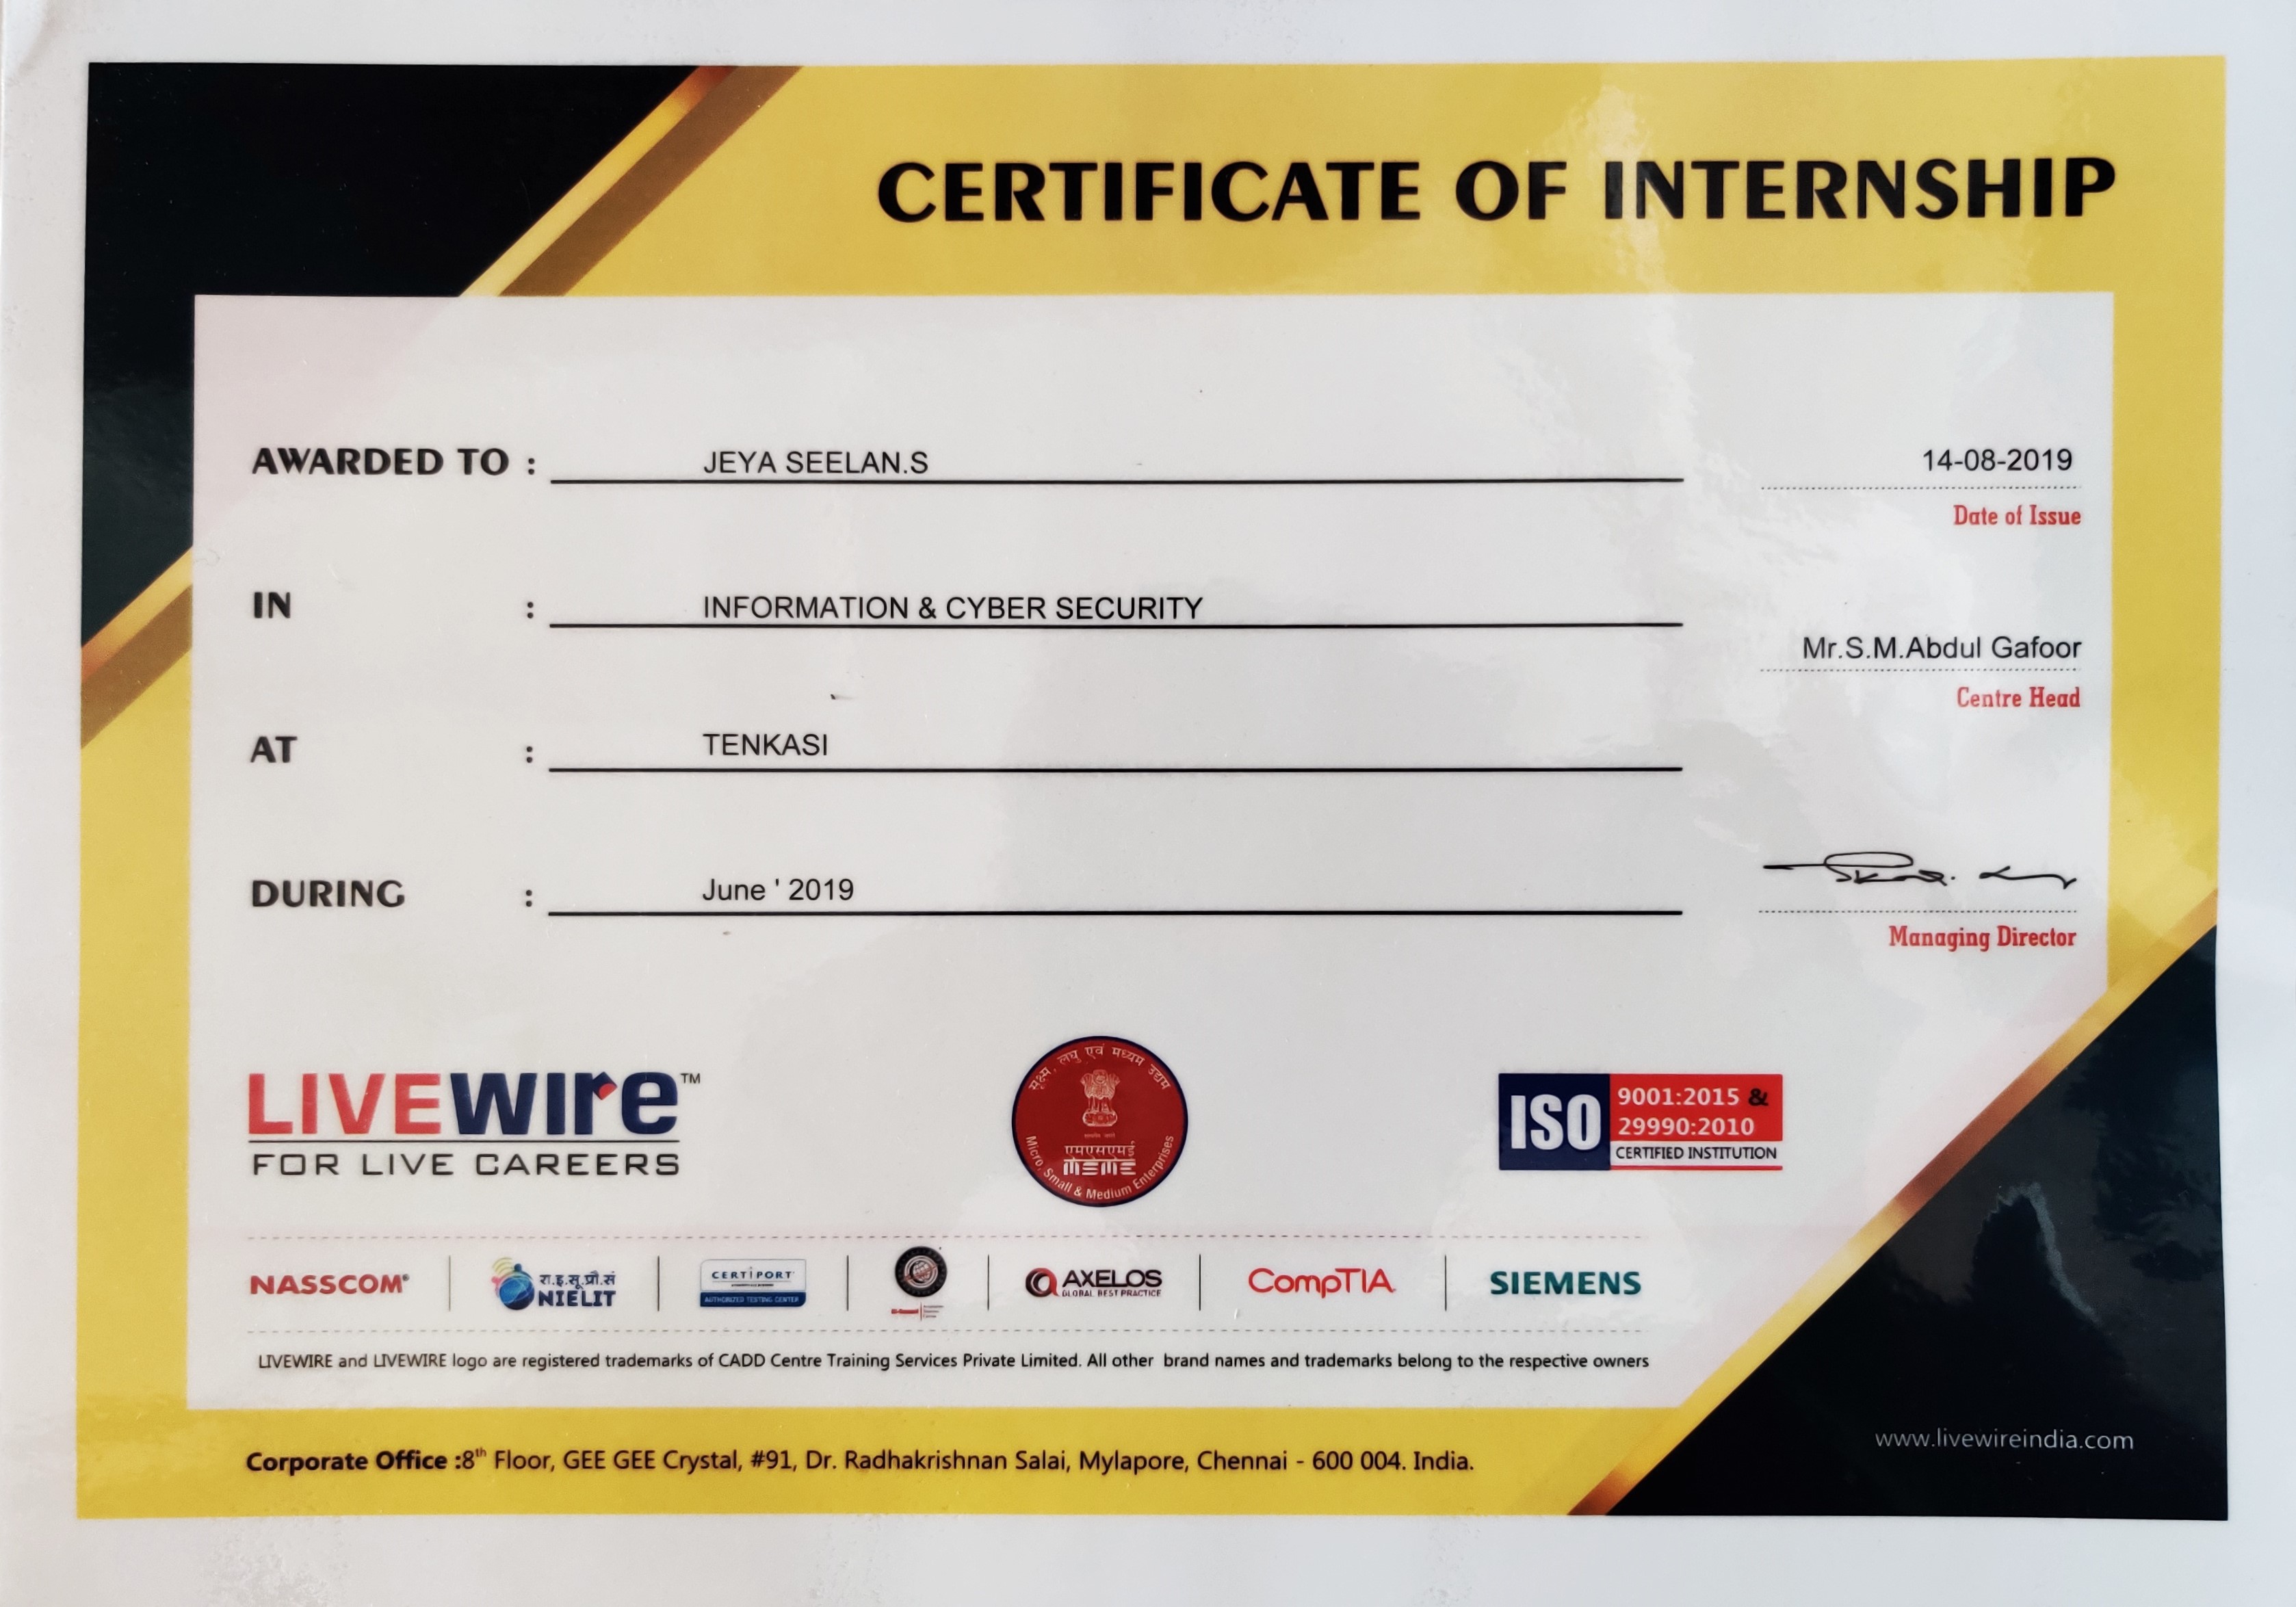 CERTIFICATE OF INTERNSHIP
AWARDED TO : JEYA SEELAN.S
14-08-2019
Date of Issue
IN : INFORMATION & CYBER SECURITY
Mr.S.M.Abdul Gafoor
Centre Head
AT : TENKASI
DURING : June ' 2019
Managing Director
LIVEWIRE™
FOR LIVE CAREERS
सूक्ष्म, लघु एवं मध्यम उद्यम
एमएसएमई
MSME
Micro, Small & Medium Enterprises
ISO 9001:2015 &
29990:2010
CERTIFIED INSTITUTION
NASSCOM®
रा.इ.सू.प्रौ.सं
NIELIT
CERTIPORT
AUTHORIZED TESTING CENTER
AXELOS
GLOBAL BEST PRACTICE
CompTIA
SIEMENS
LIVEWIRE and LIVEWIRE logo are registered trademarks of CADD Centre Training Services Private Limited. All other brand names and trademarks belong to the respective owners
www.livewireindia.com
Corporate Office :8th Floor, GEE GEE Crystal, #91, Dr. Radhakrishnan Salai, Mylapore, Chennai - 600 004. India.